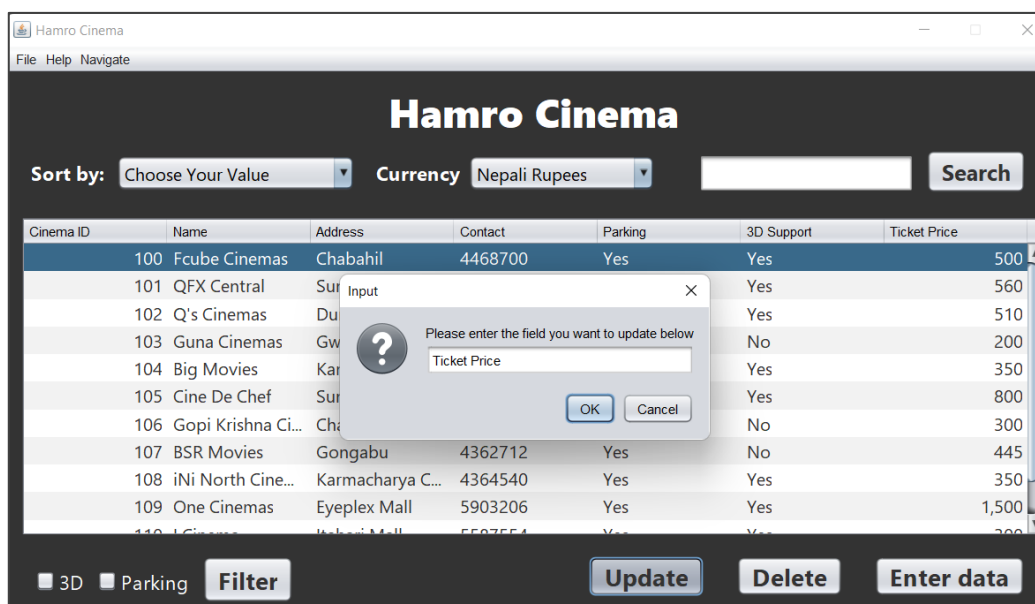 Hamro Cinema
File Help Navigate
Hamro Cinema
Sort by: Choose Your Value Currency Nepali Rupees Search
Cinema ID Name Address Contact Parking 3D Support Ticket Price
100 Fcube Cinemas Chabahil 4468700 Yes Yes 500
101 QFX Central Yes 560
102 Q's Cinemas Yes 510
103 Guna Cinemas No 200
104 Big Movies Yes 350
105 Cine De Chef Yes 800
106 Gopi Krishna Ci... No 300
107 BSR Movies Gongabu 4362712 Yes No 445
108 iNi North Cine... Karmacharya C... 4364540 Yes Yes 350
109 One Cinemas Eyeplex Mall 5903206 Yes Yes 1,500
Input
Please enter the field you want to update below
Ticket Price
OK Cancel
3D Parking Filter Update Delete Enter data